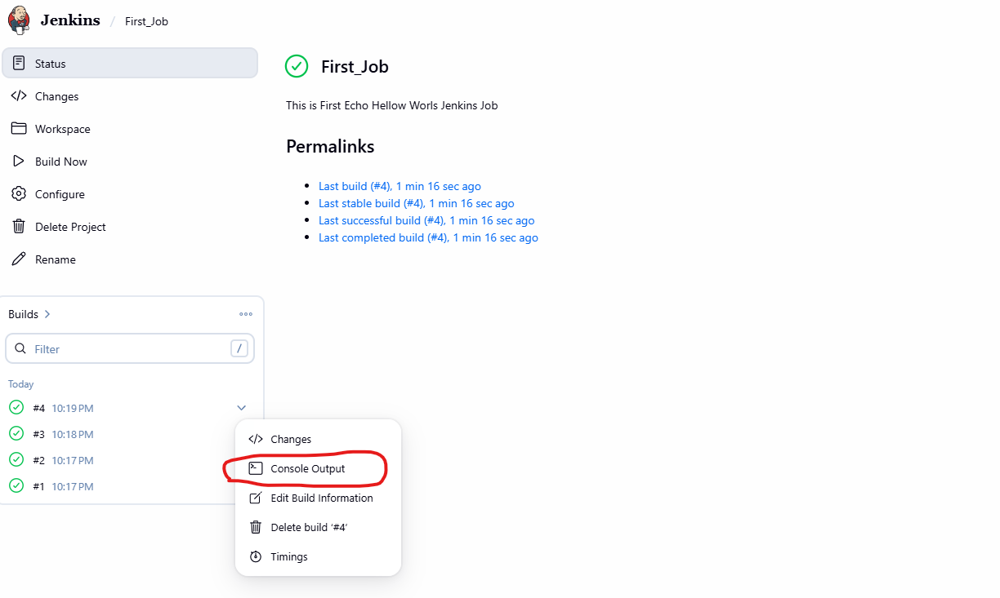 Jenkins / First_Job
Status
Changes
Workspace
Build Now
Configure
Delete Project
Rename
First_Job
This is First Echo Hellow Worls Jenkins Job
Permalinks
Last build (#4), 1 min 16 sec ago
Last stable build (#4), 1 min 16 sec ago
Last successful build (#4), 1 min 16 sec ago
Last completed build (#4), 1 min 16 sec ago
Builds
Filter /
Today
#4 10:19 PM
#3 10:18 PM
#2 10:17 PM
#1 10:17 PM
Changes
Console Output
Edit Build Information
Delete build ‘#4’
Timings